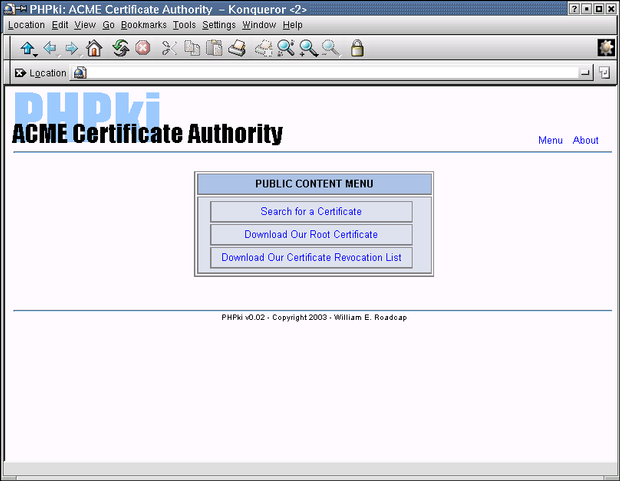 PHPki: ACME Certificate Authority – Konqueror <2>
Location Edit View Go Bookmarks Tools Settings Window Help
Location
PHPki
ACME Certificate Authority
Menu About
PUBLIC CONTENT MENU
Search for a Certificate
Download Our Root Certificate
Download Our Certificate Revocation List
PHPki v0.02 - Copyright 2003 - William E. Roadcap